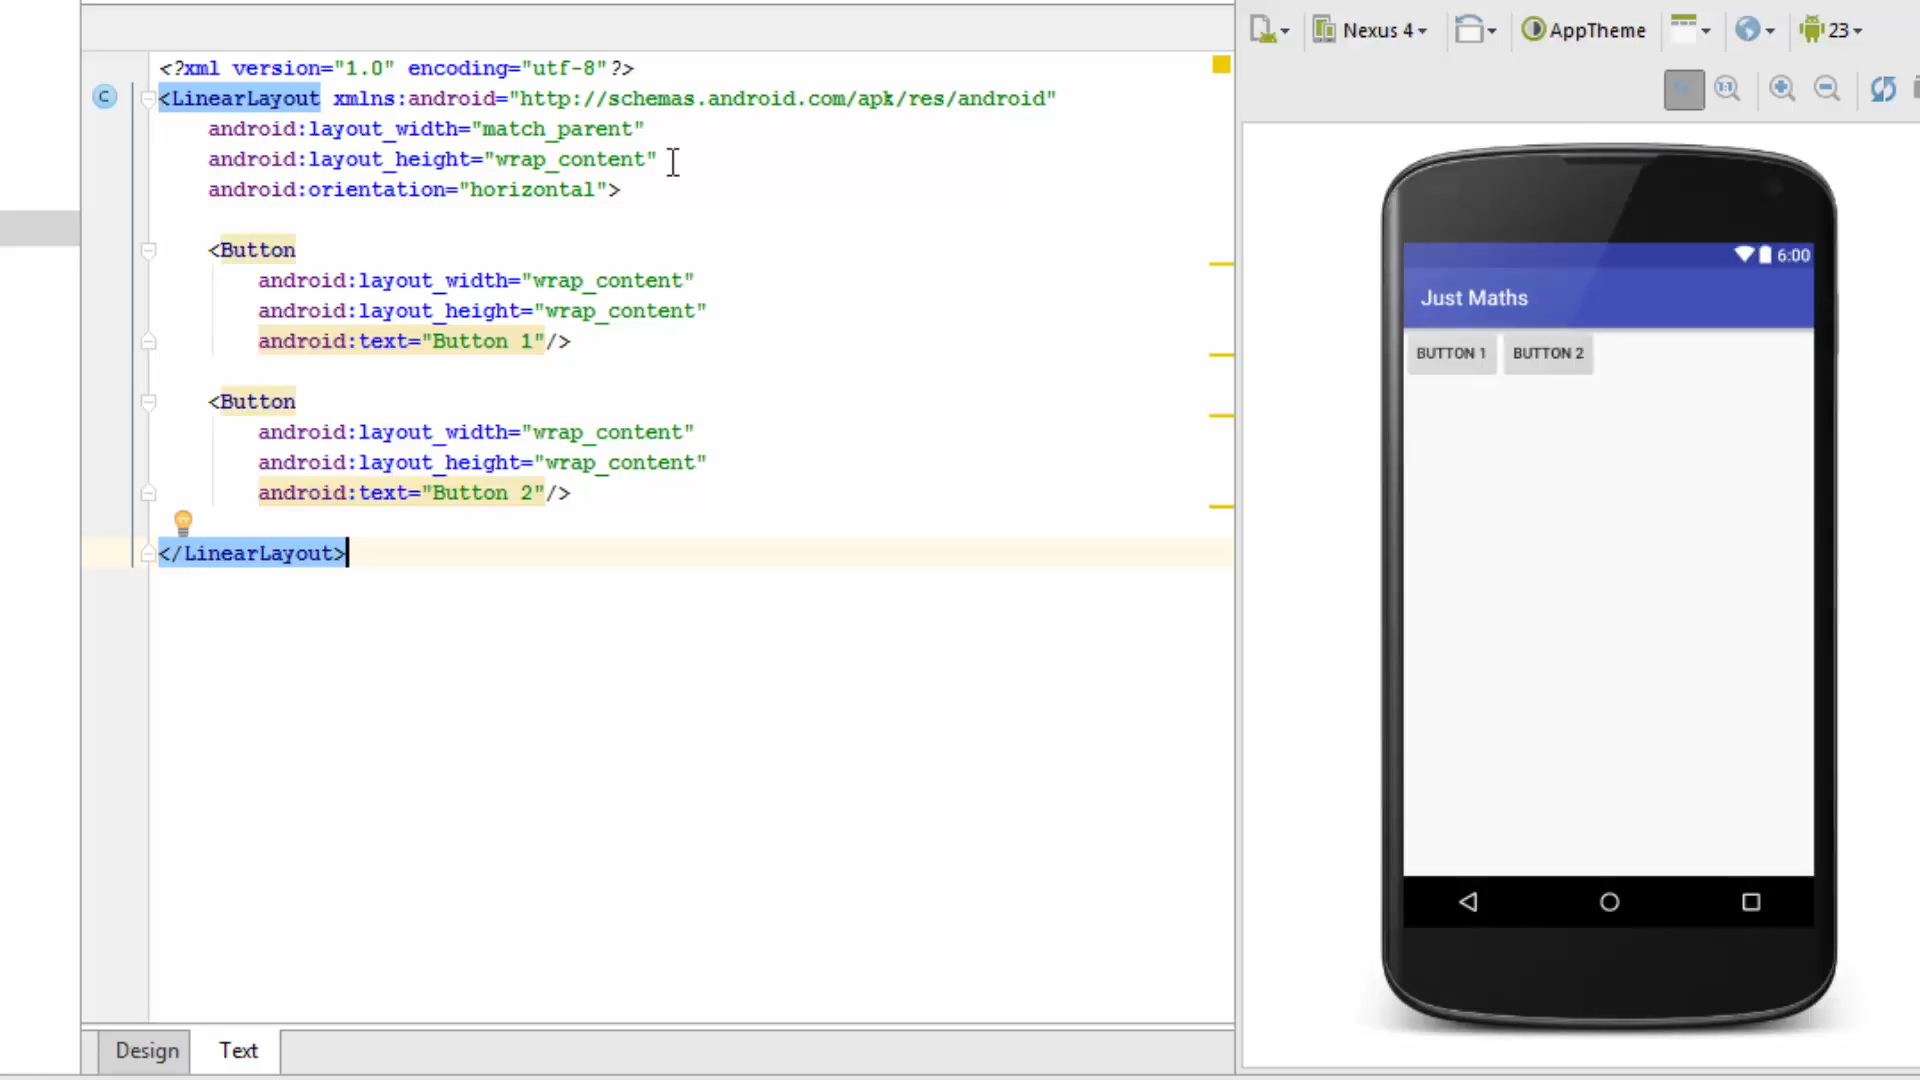 Nexus 4
AppTheme
23
<?xml version="1.0" encoding="utf-8"?>
C
<LinearLayout xmlns:android="http://schemas.android.com/apk/res/android"
android:layout_width="match_parent"
android:layout_height="wrap_content"
android:orientation="horizontal">
<Button
android:layout_width="wrap_content"
android:layout_height="wrap_content"
android:text="Button 1"/>
<Button
android:layout_width="wrap_content"
android:layout_height="wrap_content"
android:text="Button 2"/>
</LinearLayout>
Design
Text
6:00
Just Maths
BUTTON 1
BUTTON 2